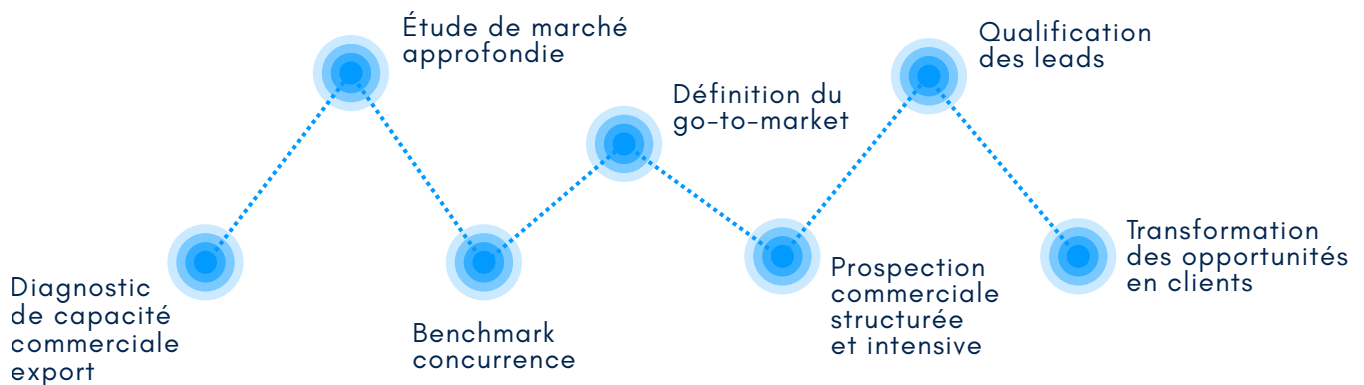 Diagnostic
de capacité
commerciale
export
Étude de marché
approfondie
Benchmark
concurrence
Définition du
go-to-market
Prospection
commerciale
structurée
et intensive
Qualification
des leads
Transformation
des opportunités
en clients